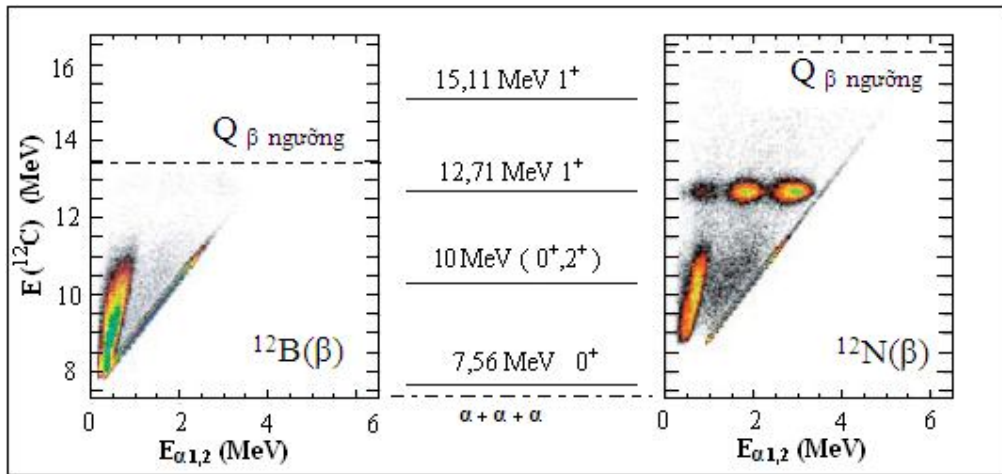 16
14
12
10
8
E (¹²C) (MeV)
Q β ngưỡng
¹²B(β)
0
2
4
6
Eα1,2 (MeV)
15,11 MeV 1⁺
12,71 MeV 1⁺
10 MeV ( 0⁺,2⁺)
7,56 MeV 0⁺
α + α + α
Q β ngưỡng
¹²N(β)
0
2
4
6
Eα1,2 (MeV)